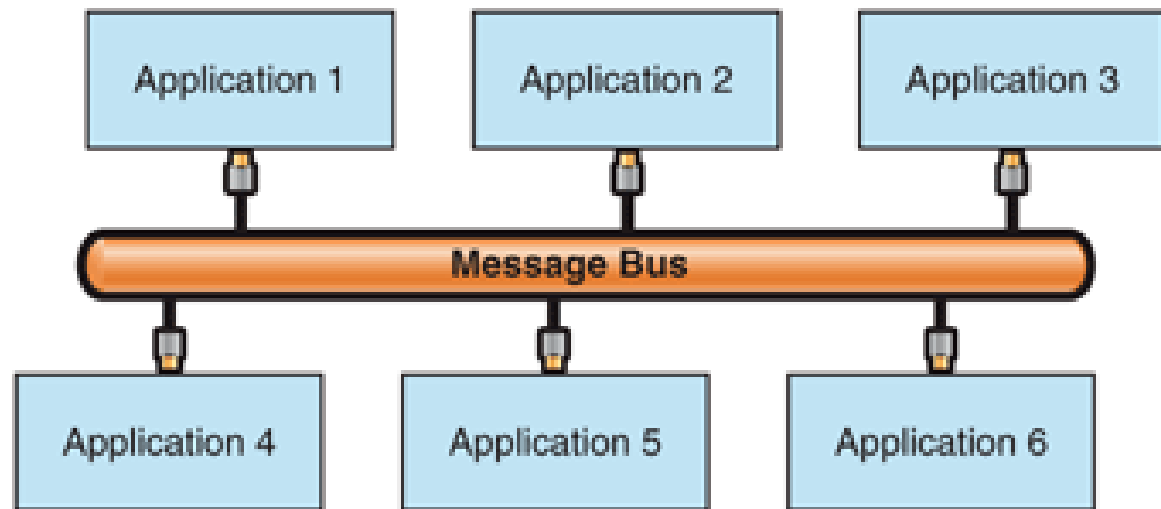 Application 1
Application 2
Application 3
Message Bus
Application 4
Application 5
Application 6